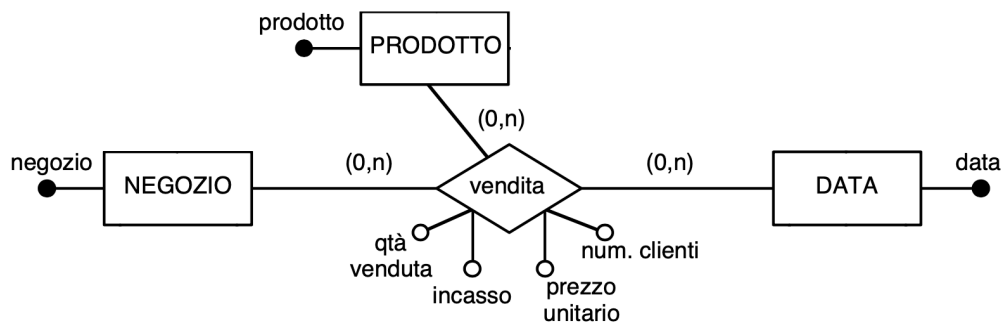 prodotto
PRODOTTO
(0,n)
negozio
NEGOZIO
(0,n)
vendita
(0,n)
DATA
data
qtà
venduta
incasso
prezzo
unitario
num. clienti